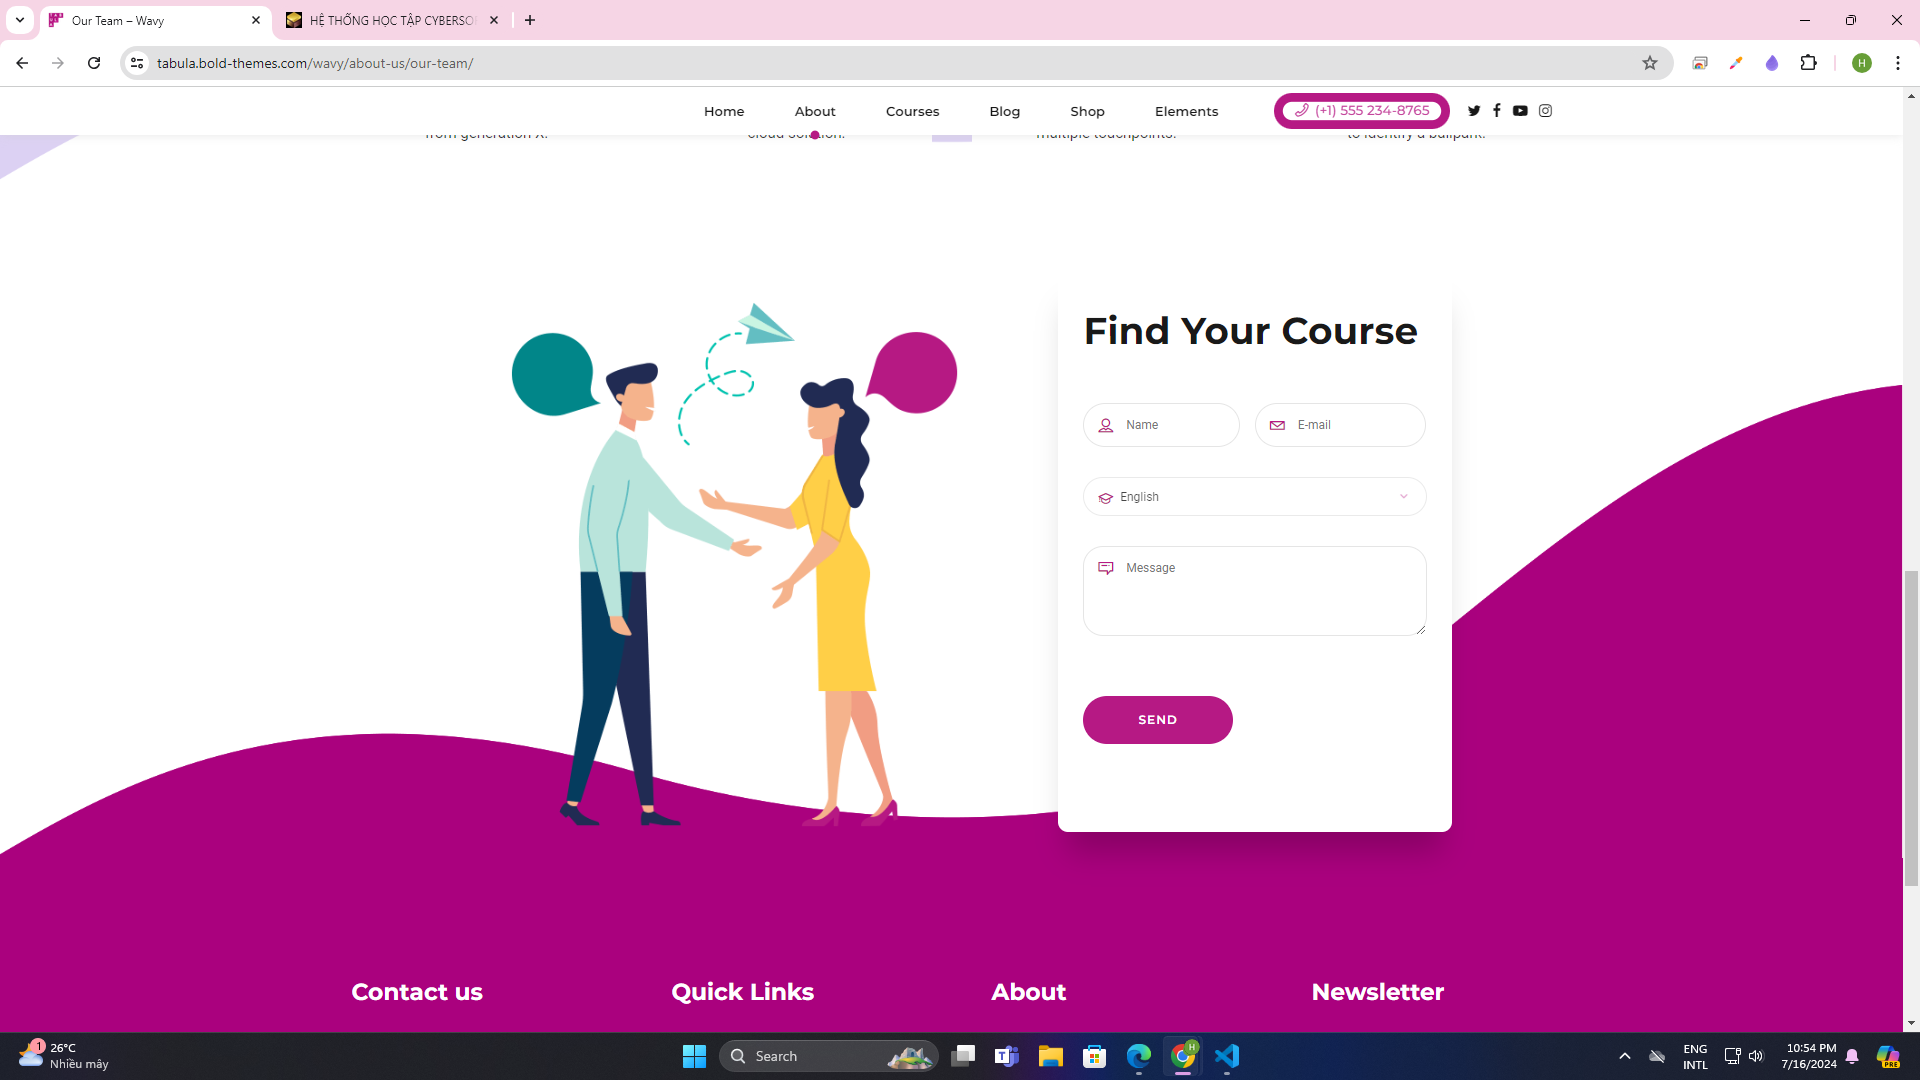 Our Team – Wavy
HỆ THỐNG HỌC TẬP CYBERSO
tabula.bold-themes.com/wavy/about-us/our-team/
H
Home
About
Courses
Blog
Shop
Elements
(+1) 555 234-8765
from generation X.
cloud solution.
multiple touchpoints.
to identify a ballpark.
Find Your Course
Name
E-mail
English
Message
SEND
Contact us
Quick Links
About
Newsletter
1
26°C
Nhiều mây
Search
T
H
PRE
ENG
INTL
10:54 PM
7/16/2024